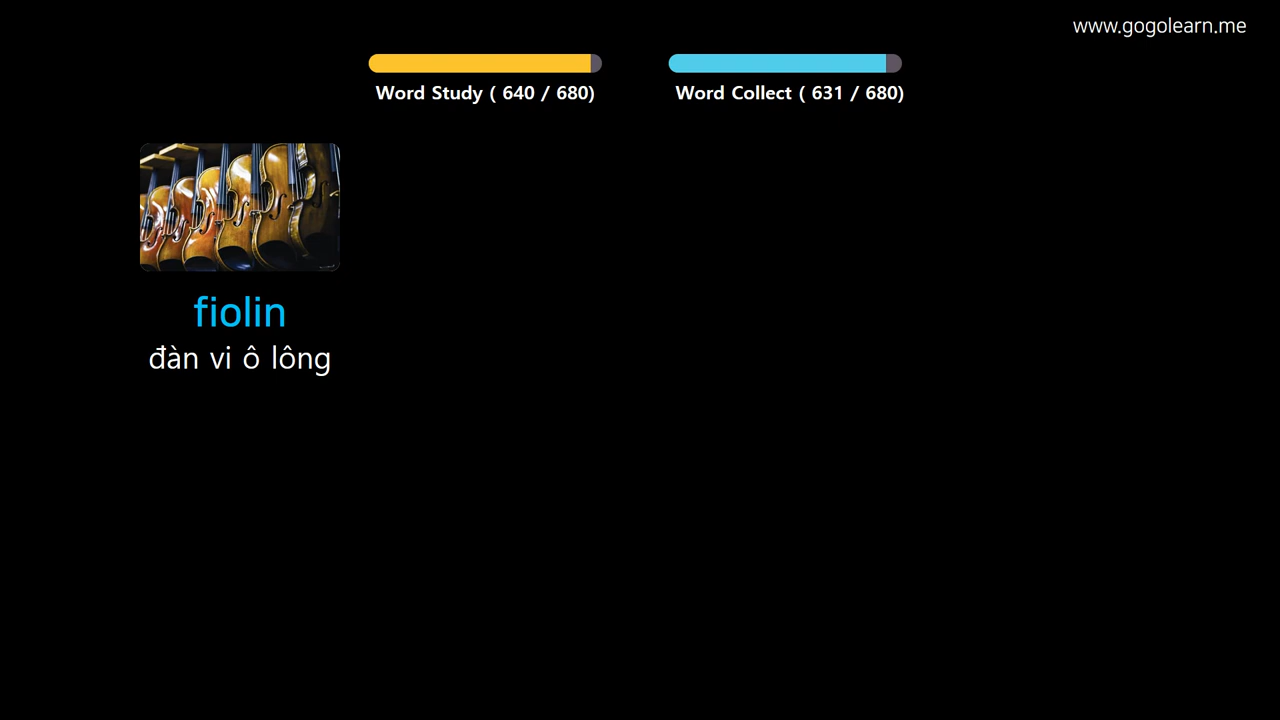 www.gogolearn.me
Word Study ( 640 / 680)
Word Collect ( 631 / 680)
fiolin
đàn vi ô lông